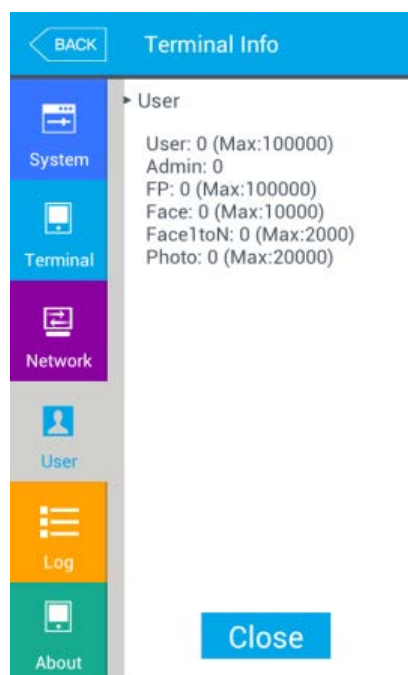 BACK
Terminal Info
System
Terminal
Network
User
Log
About
User
User: 0 (Max:100000)
Admin: 0
FP: 0 (Max:100000)
Face: 0 (Max:10000)
Face1toN: 0 (Max:2000)
Photo: 0 (Max:20000)
Close